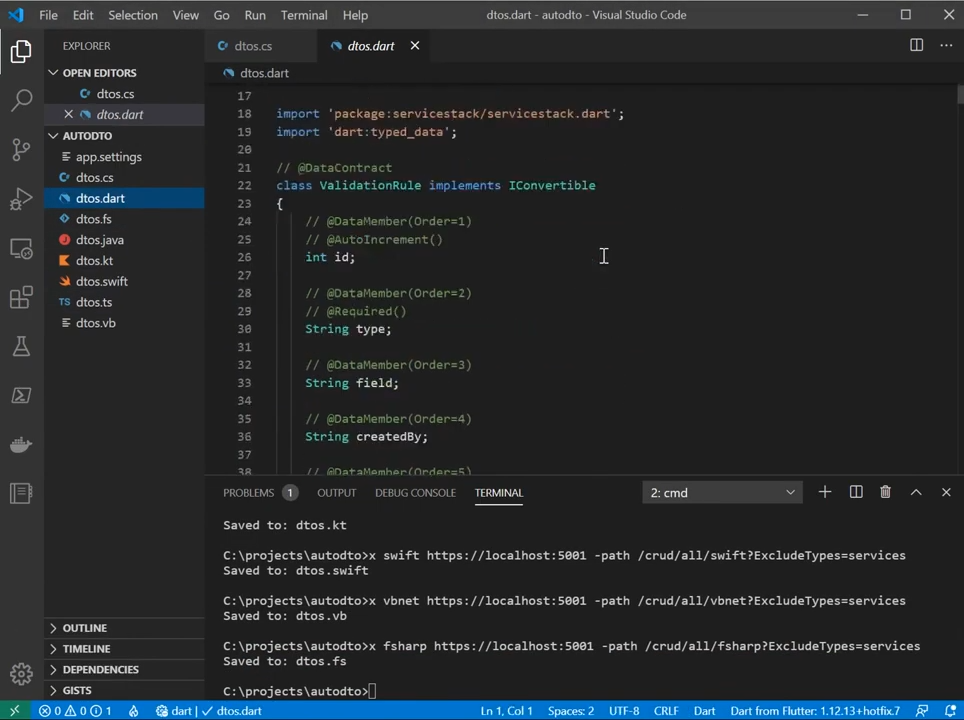 File Edit Selection View Go Run Terminal Help dtos.dart - autodto - Visual Studio Code
EXPLORER
OPEN EDITORS
dtos.cs
dtos.dart
AUTODTO
app.settings
dtos.cs
dtos.dart
dtos.fs
dtos.java
dtos.kt
dtos.swift
TS dtos.ts
dtos.vb
OUTLINE
TIMELINE
DEPENDENCIES
GISTS
dtos.cs dtos.dart
dtos.dart
17
18 import 'package:servicestack/servicestack.dart';
19 import 'dart:typed_data';
20
21 // @DataContract
22 class ValidationRule implements IConvertible
23 {
24 // @DataMember(Order=1)
25 // @AutoIncrement()
26 int id;
27
28 // @DataMember(Order=2)
29 // @Required()
30 String type;
31
32 // @DataMember(Order=3)
33 String field;
34
35 // @DataMember(Order=4)
36 String createdBy;
37
38 // @DataMember(Order=5)
PROBLEMS 1 OUTPUT DEBUG CONSOLE TERMINAL 2: cmd
Saved to: dtos.kt
C:\projects\autodto>x swift https://localhost:5001 -path /crud/all/swift?ExcludeTypes=services
Saved to: dtos.swift
C:\projects\autodto>x vbnet https://localhost:5001 -path /crud/all/vbnet?ExcludeTypes=services
Saved to: dtos.vb
C:\projects\autodto>x fsharp https://localhost:5001 -path /crud/all/fsharp?ExcludeTypes=services
Saved to: dtos.fs
C:\projects\autodto>
0 0 1 dart | dtos.dart Ln 1, Col 1 Spaces: 2 UTF-8 CRLF Dart Dart from Flutter: 1.12.13+hotfix.7